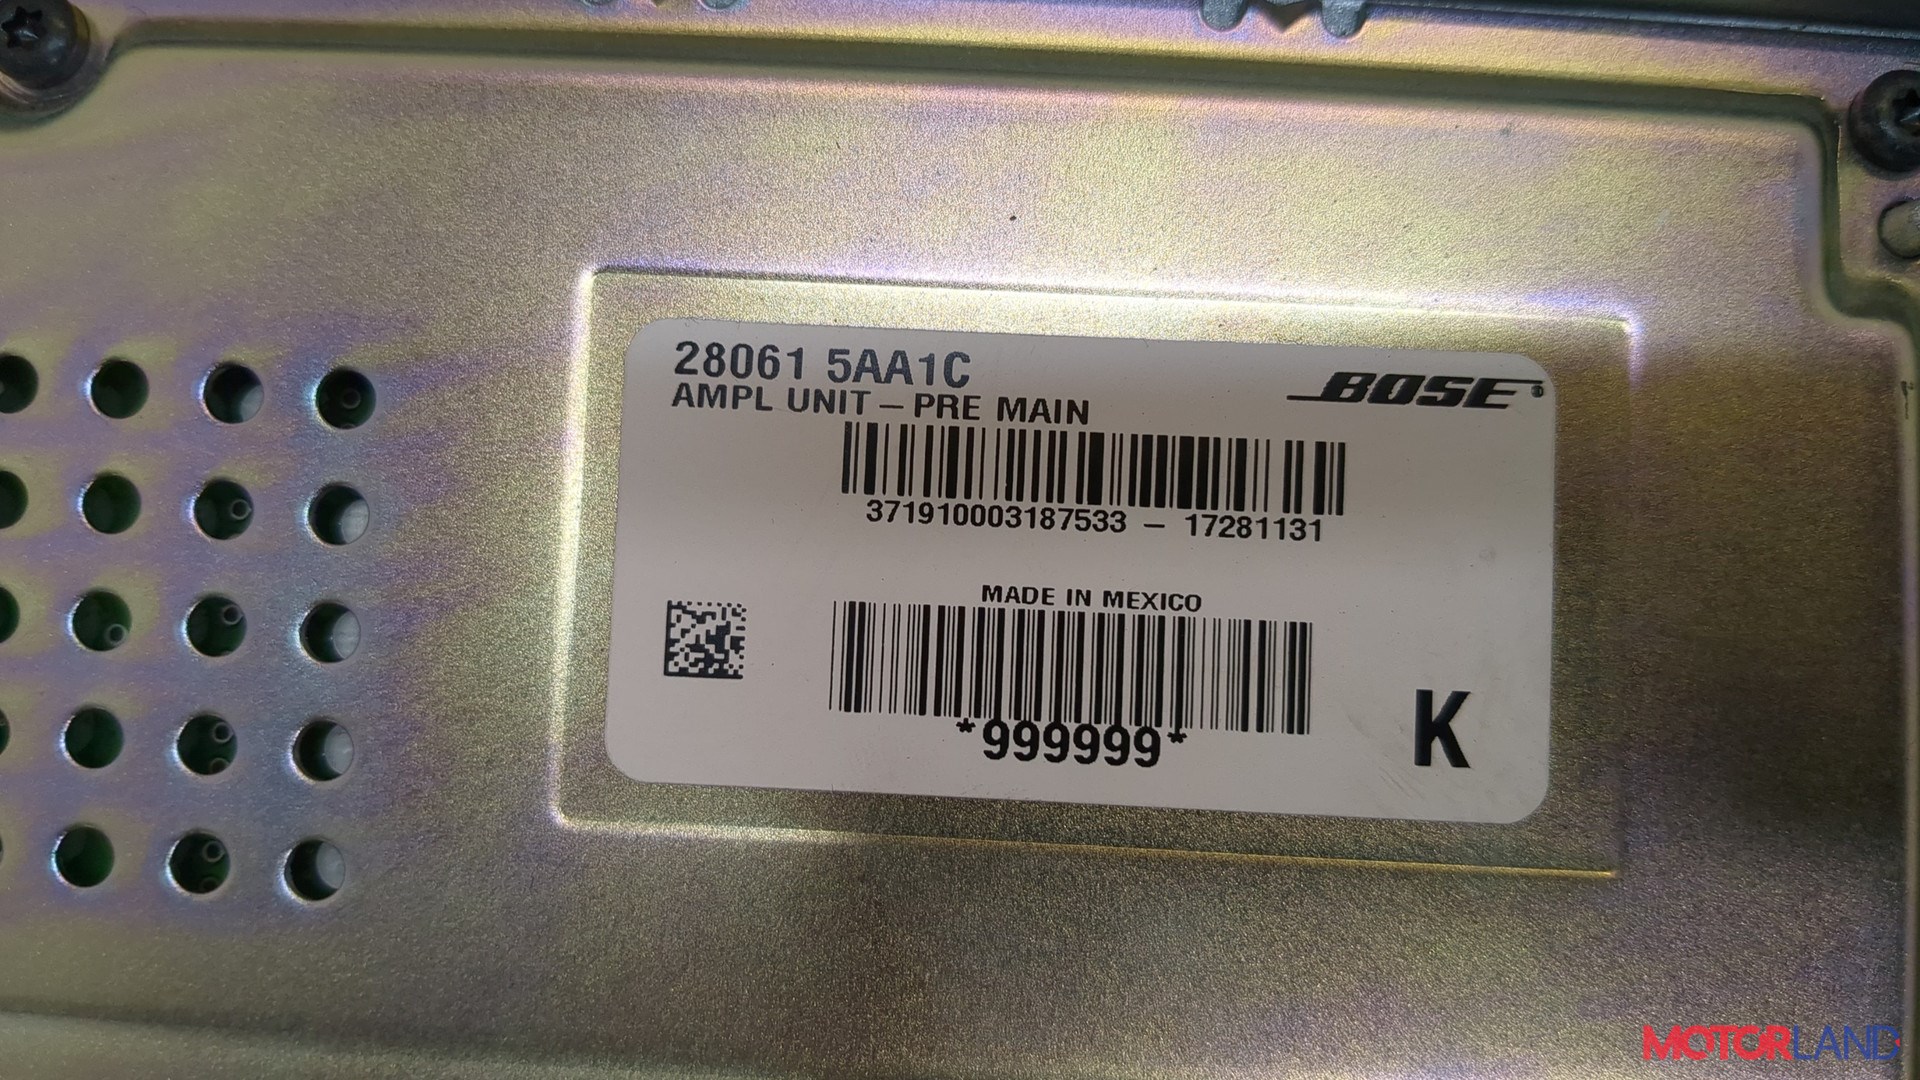 28061 5AA1C
AMPL UNIT – PRE MAIN
BOSE®
371910003187533 – 17281131
MADE IN MEXICO
*999999*
K
MOTORLAND